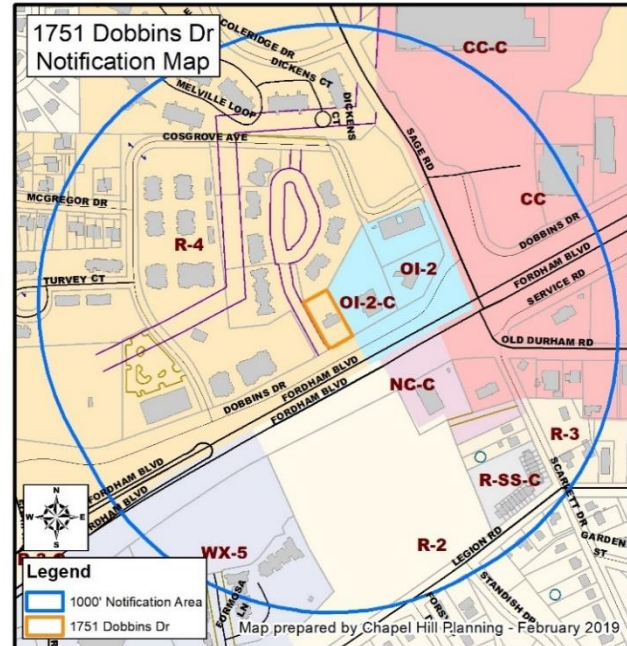 1751 Dobbins Dr
Notification Map
COLERIDGE DR
DICKENS CT
MELVILLE LOOP
DICKENS CT
COSGROVE AVE
SAGE RD
CC-C
CC
MCGREGOR DR
R-4
TURVEY CT
OI-2
OI-2-C
DOBBINS DR
FORDHAM BLVD
SERVICE RD
OLD DURHAM RD
DOBBINS DR
FORDHAM BLVD
FORDHAM BLVD
NC-C
R-3
R-SS-C
SCARLETT DR
GARDEN ST
FORDHAM BLVD
FORDHAM BLVD
WX-5
R-2
LEGION RD
STANDISH DR
FORMOSA LN
N
W E
S
Legend
1000' Notification Area
1751 Dobbins Dr
Map prepared by Chapel Hill Planning - February 2019